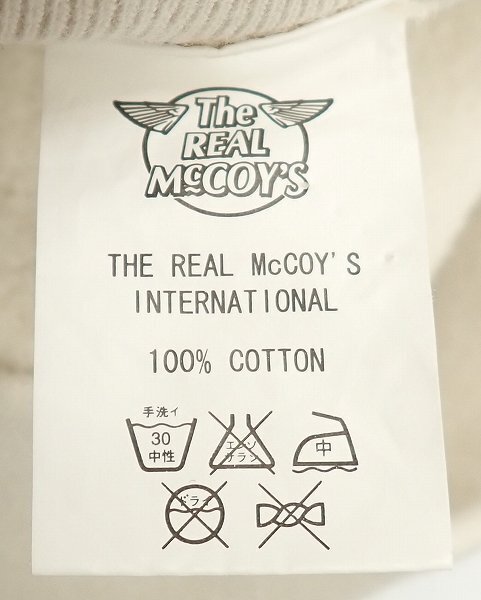 The
REAL
McCOY'S
THE REAL McCOY'S
INTERNATIONAL
100% COTTON
手洗イ
30
中性
エンソ
サラシ
中
ドライ